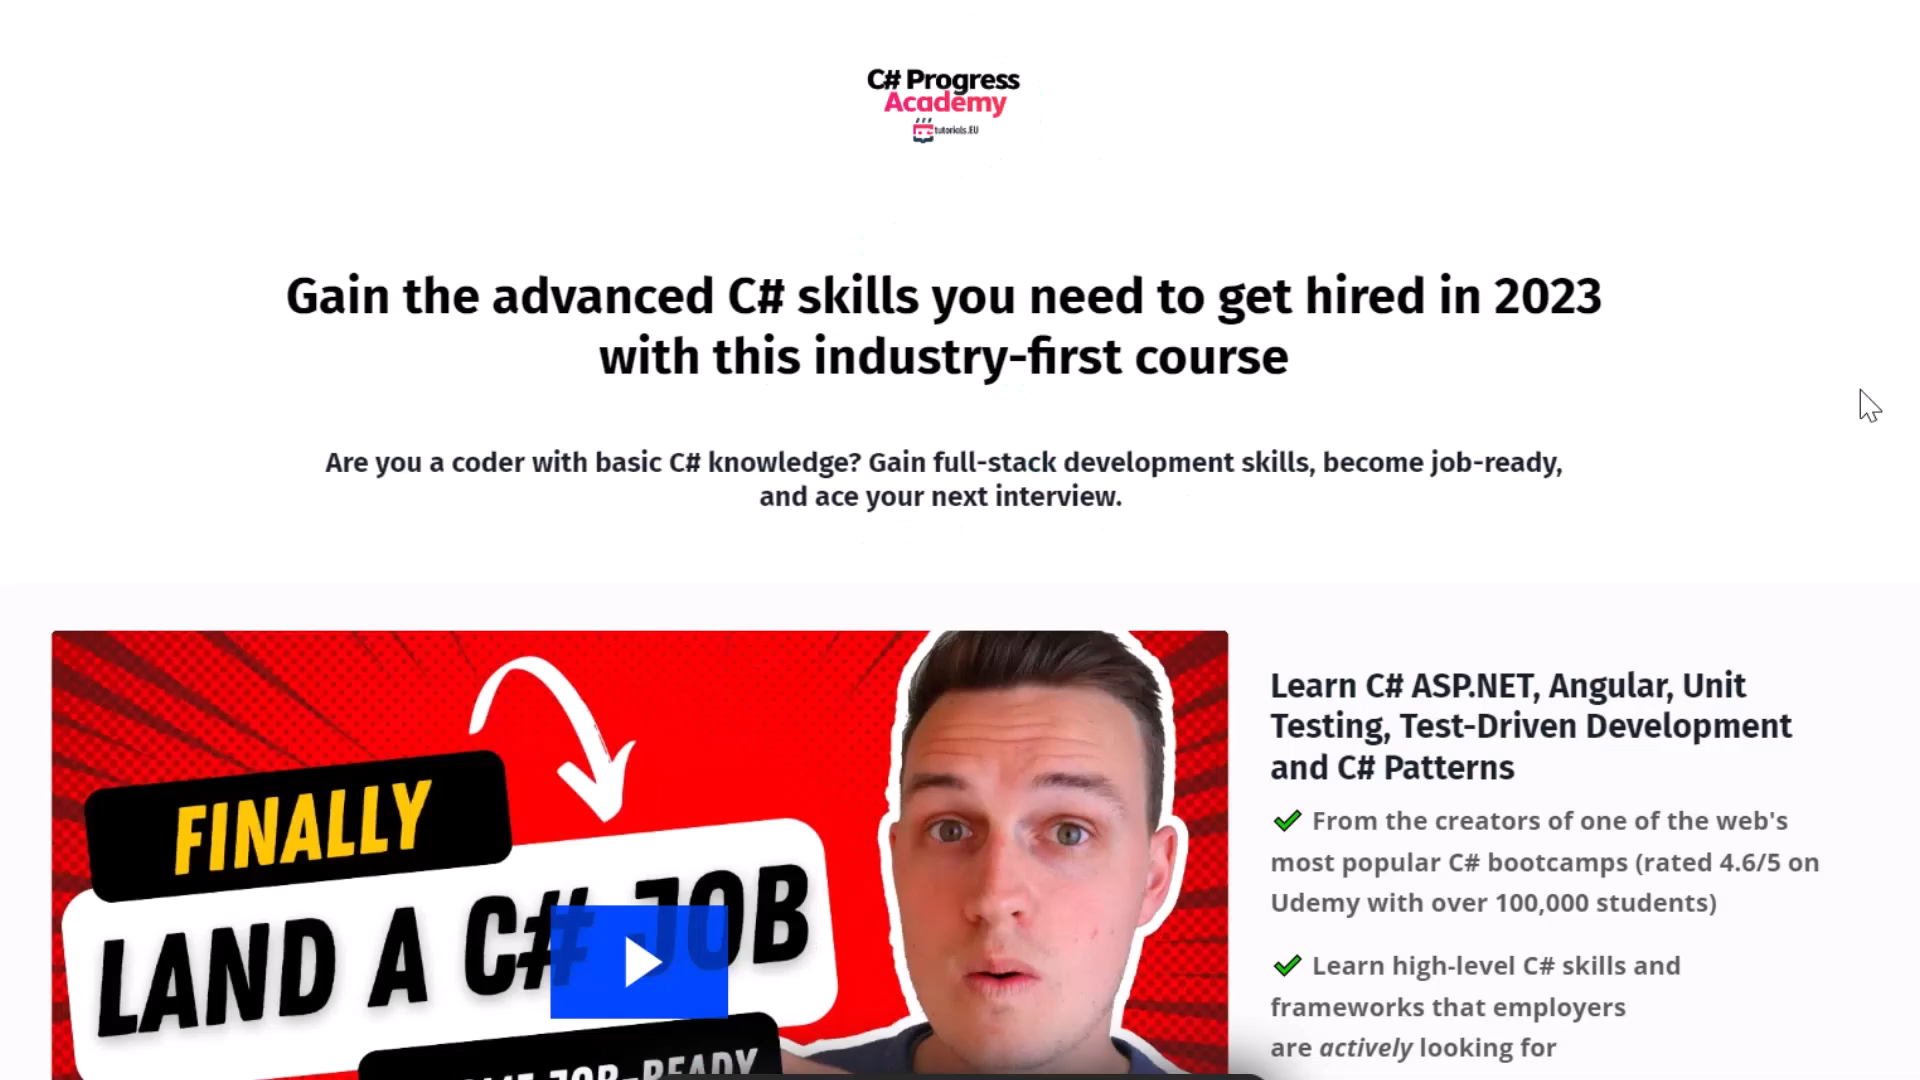 C# Progress
Academy
tutorials.EU
Gain the advanced C# skills you need to get hired in 2023
with this industry-first course
Are you a coder with basic C# knowledge? Gain full-stack development skills, become job-ready,
and ace your next interview.
FINALLY
LAND A C# JOB
JOB-READY
Learn C# ASP.NET, Angular, Unit
Testing, Test-Driven Development
and C# Patterns
From the creators of one of the web's
most popular C# bootcamps (rated 4.6/5 on
Udemy with over 100,000 students)
Learn high-level C# skills and
frameworks that employers
are actively looking for